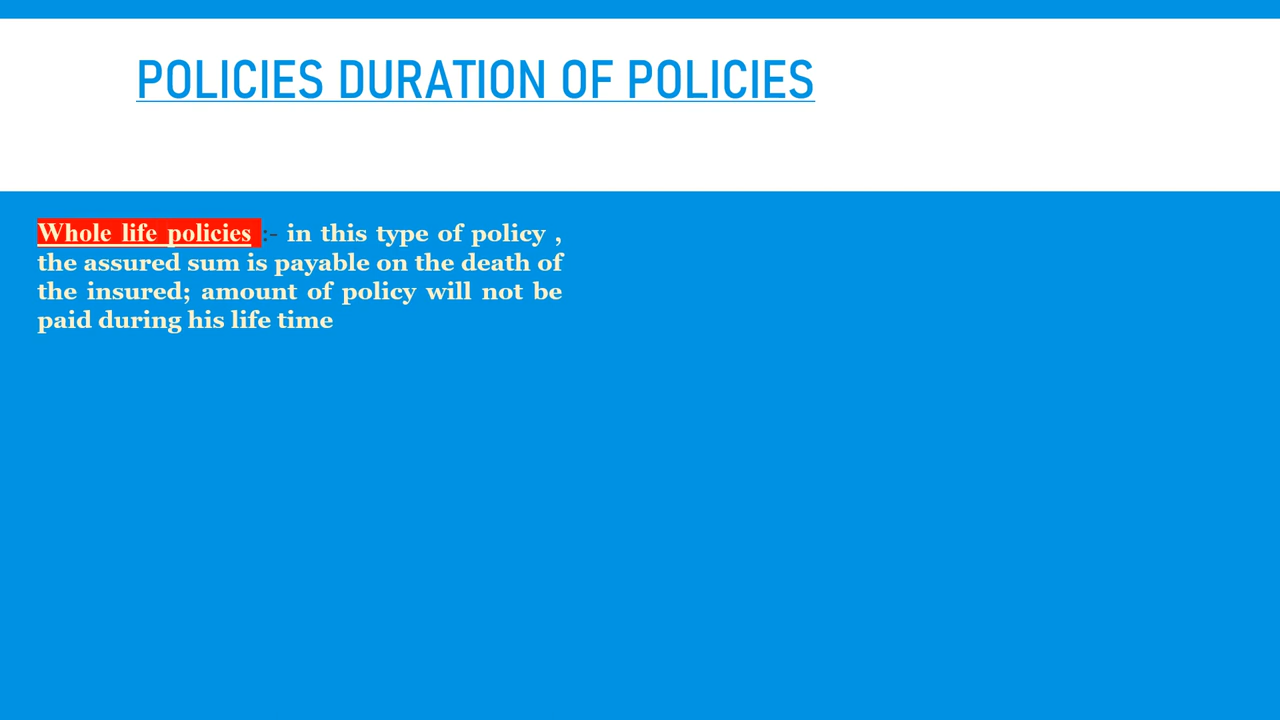 POLICIES DURATION OF POLICIES
Whole life policies :- in this type of policy ,
the assured sum is payable on the death of
the insured; amount of policy will not be
paid during his life time